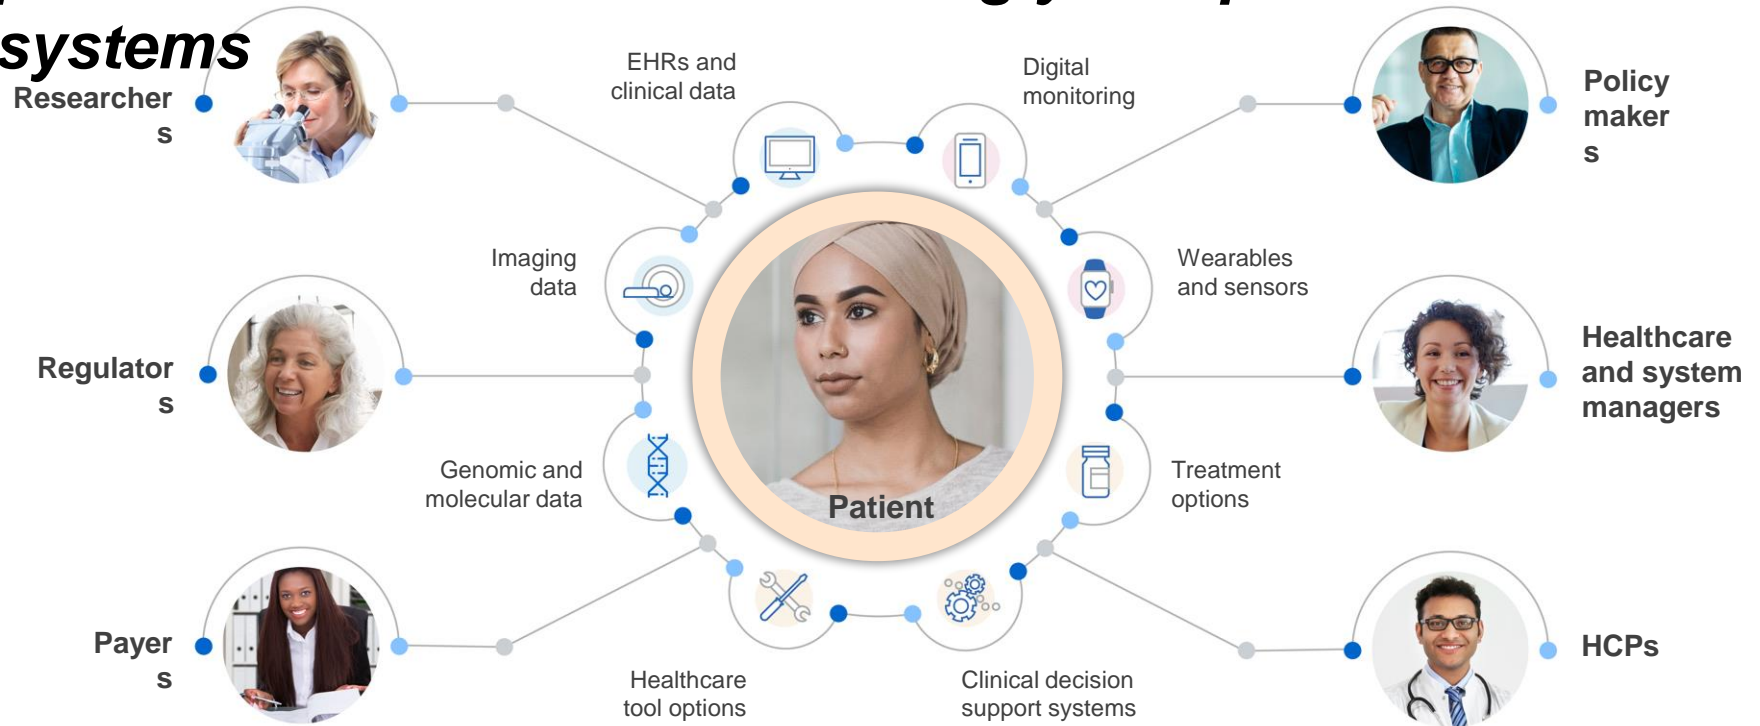 systems
Researcher
s
EHRs and
clinical data
Digital
monitoring
Policy
maker
s
Imaging
data
Wearables
and sensors
Regulator
s
Healthcare
and system
managers
Genomic and
molecular data
Patient
Treatment
options
Payer
s
Healthcare
tool options
Clinical decision
support systems
HCPs